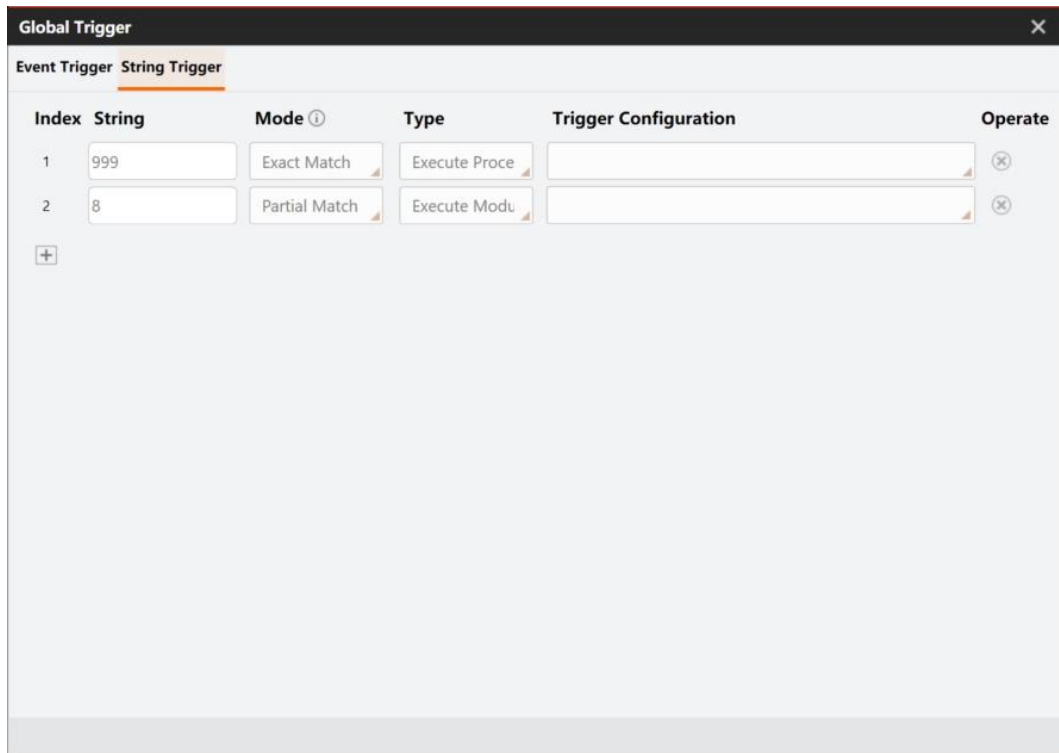 Global Trigger
Event Trigger String Trigger
Index String Mode Type Trigger Configuration Operate
1 999 Exact Match Execute Proce
2 8 Partial Match Execute Modu